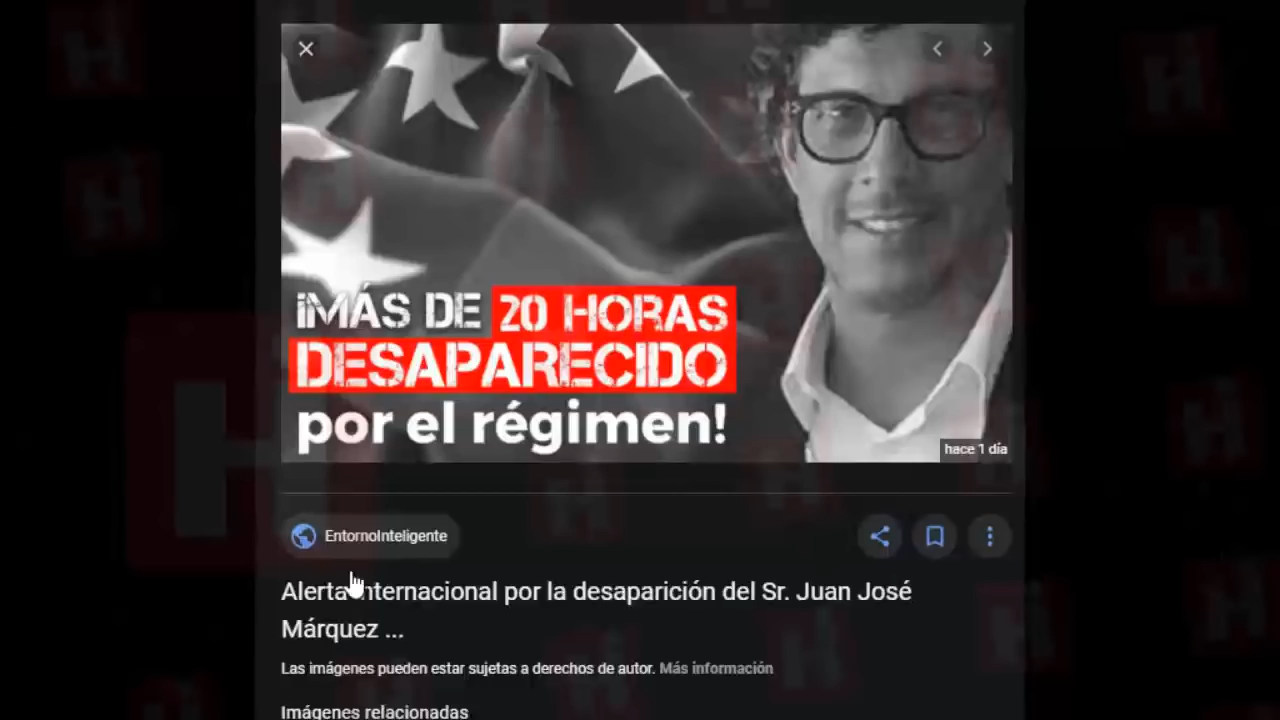 ¡MÁS DE 20 HORAS
DESAPARECIDO
por el régimen!
hace 1 día
EntornoInteligente
Alerta internacional por la desaparición del Sr. Juan José
Márquez ...
Las imágenes pueden estar sujetas a derechos de autor. Más información
Imágenes relacionadas